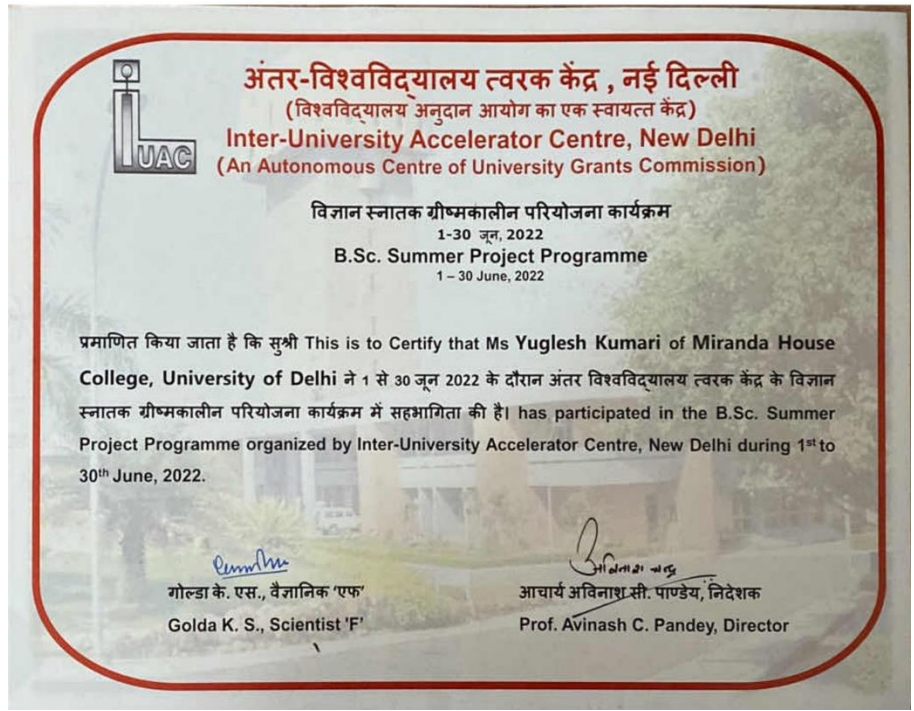 IUAC
अंतर-विश्वविद्यालय त्वरक केंद्र , नई दिल्ली
(विश्वविद्यालय अनुदान आयोग का एक स्वायत्त केंद्र)
Inter-University Accelerator Centre, New Delhi
(An Autonomous Centre of University Grants Commission)
विज्ञान स्नातक ग्रीष्मकालीन परियोजना कार्यक्रम
1-30 जून, 2022
B.Sc. Summer Project Programme
1 – 30 June, 2022
प्रमाणित किया जाता है कि सुश्री This is to Certify that Ms Yuglesh Kumari of Miranda House
College, University of Delhi ने 1 से 30 जून 2022 के दौरान अंतर विश्वविद्यालय त्वरक केंद्र के विज्ञान
स्नातक ग्रीष्मकालीन परियोजना कार्यक्रम में सहभागिता की है। has participated in the B.Sc. Summer
Project Programme organized by Inter-University Accelerator Centre, New Delhi during 1st to
30th June, 2022.
गोल्डा के. एस., वैज्ञानिक 'एफ'
Golda K. S., Scientist 'F'
अविनाश चन्द्र
आचार्य अविनाश सी. पाण्डेय, निदेशक
Prof. Avinash C. Pandey, Director